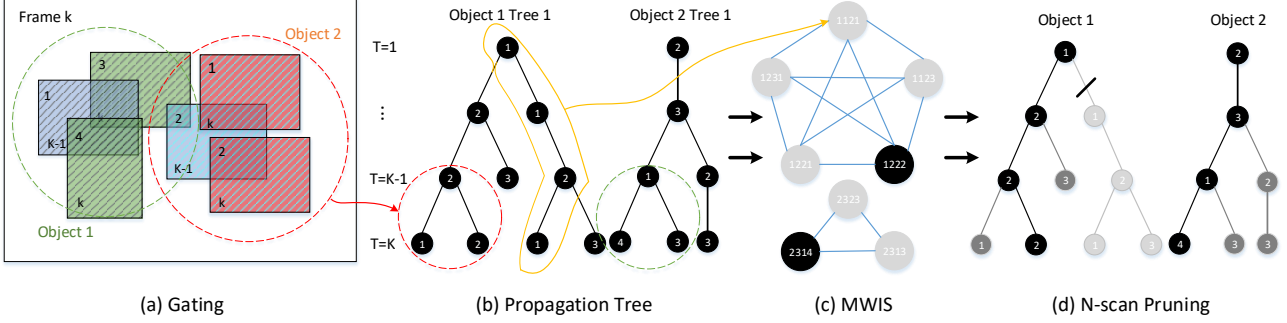 Frame k
Object 2
3
1
1
k
2
4
k
K-1
K-1
2
k
k
Object 1
(a) Gating
Object 1 Tree 1
Object 2 Tree 1
T=1
1
2
⋮
2
1
3
T=K-1
2
3
2
1
2
T=K
1
2
1
3
4
3
3
(b) Propagation Tree
1121
1231
1123
1221
1222
2323
2314
2313
(c) MWIS
Object 1
Object 2
1
2
2
1
3
2
3
2
1
2
1
2
1
3
4
3
3
(d) N-scan Pruning